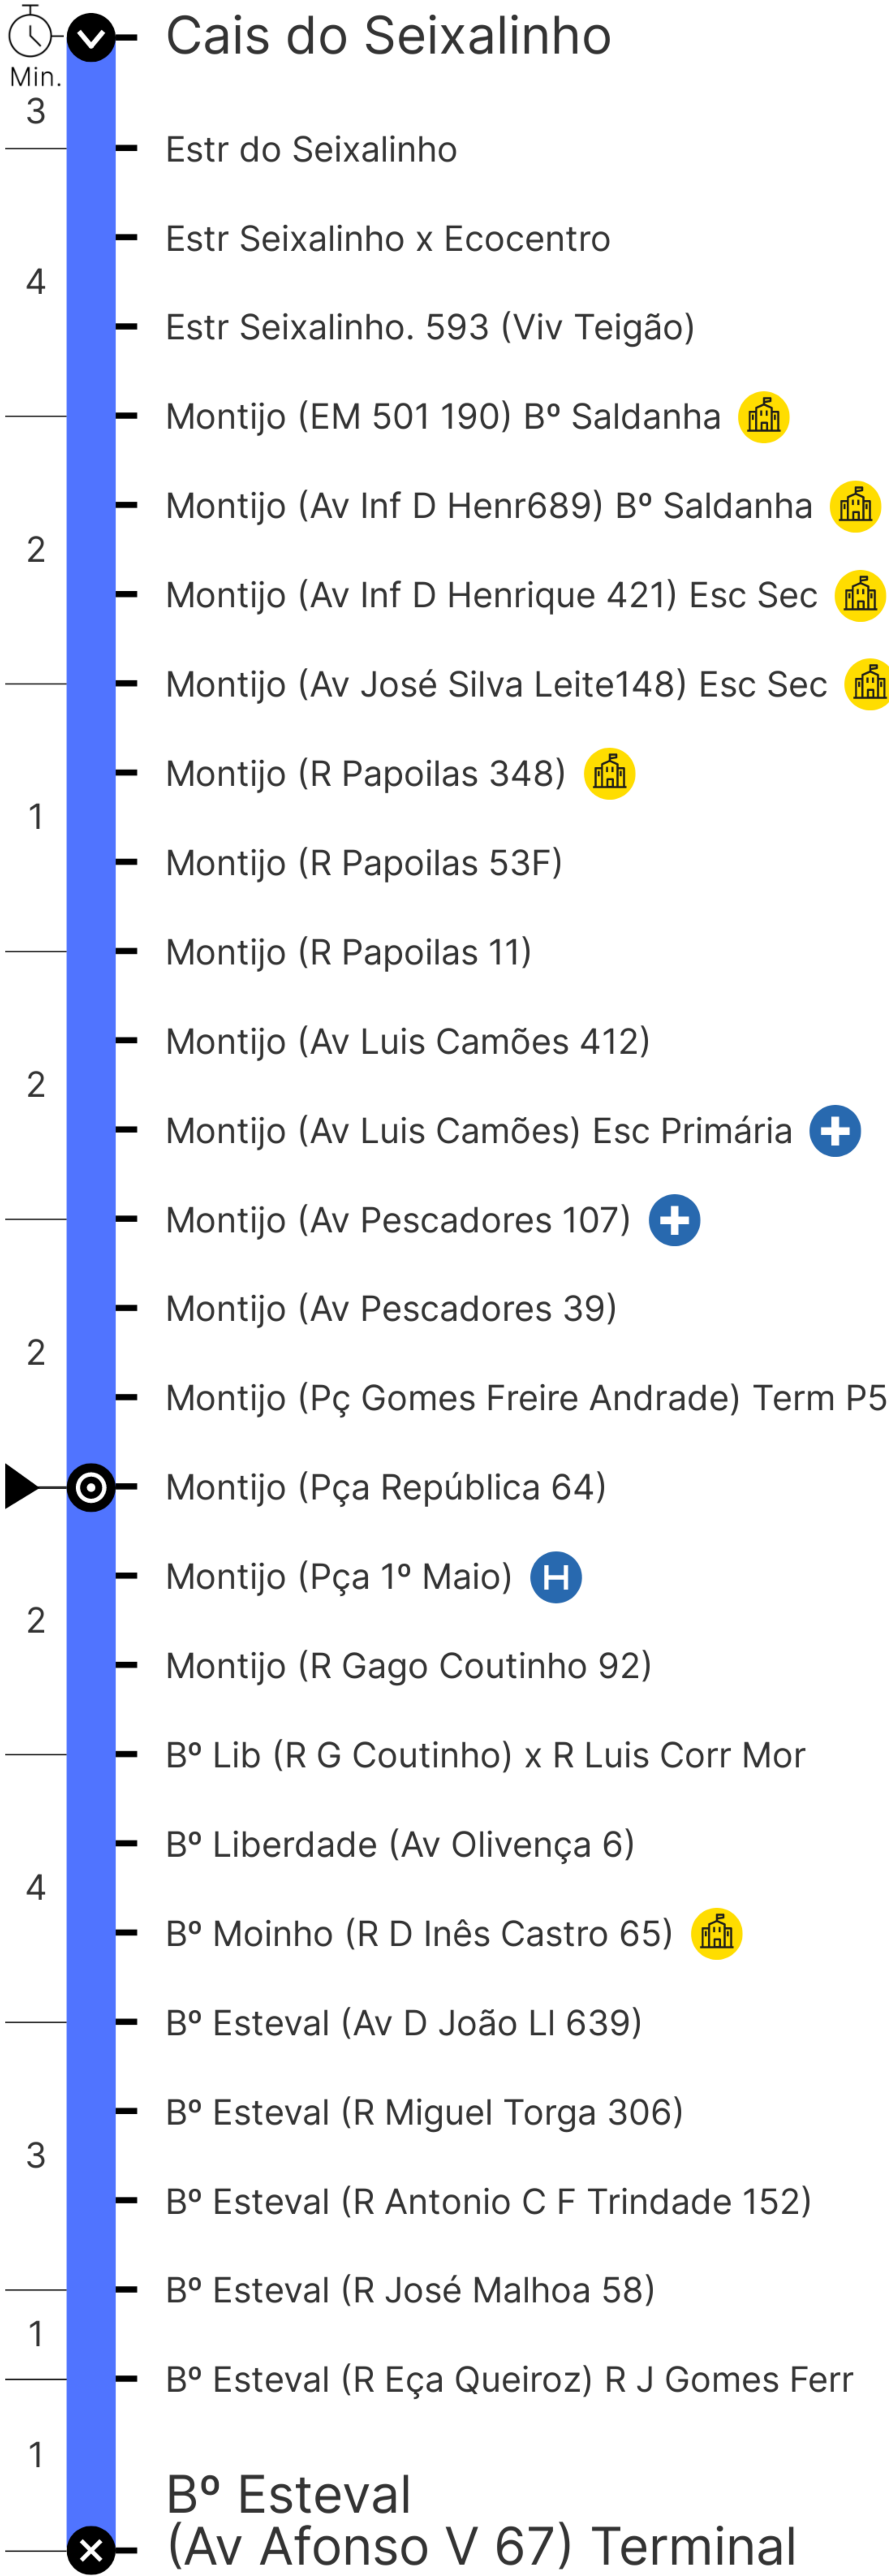 Cais do Seixalinho
Min.
3
Estr do Seixalinho
Estr Seixalinho x Ecocentro
4
Estr Seixalinho. 593 (Viv Teigão)
Montijo (EM 501 190) Bº Saldanha
Montijo (Av Inf D Henr689) Bº Saldanha
2
Montijo (Av Inf D Henrique 421) Esc Sec
Montijo (Av José Silva Leite148) Esc Sec
Montijo (R Papoilas 348)
1
Montijo (R Papoilas 53F)
Montijo (R Papoilas 11)
Montijo (Av Luis Camões 412)
2
Montijo (Av Luis Camões) Esc Primária
Montijo (Av Pescadores 107)
Montijo (Av Pescadores 39)
2
Montijo (Pç Gomes Freire Andrade) Term P5
Montijo (Pça República 64)
Montijo (Pça 1º Maio) H
2
Montijo (R Gago Coutinho 92)
Bº Lib (R G Coutinho) x R Luis Corr Mor
Bº Liberdade (Av Olivença 6)
4
Bº Moinho (R D Inês Castro 65)
Bº Esteval (Av D João LI 639)
Bº Esteval (R Miguel Torga 306)
3
Bº Esteval (R Antonio C F Trindade 152)
Bº Esteval (R José Malhoa 58)
1
Bº Esteval (R Eça Queiroz) R J Gomes Ferr
1
Bº Esteval
(Av Afonso V 67) Terminal